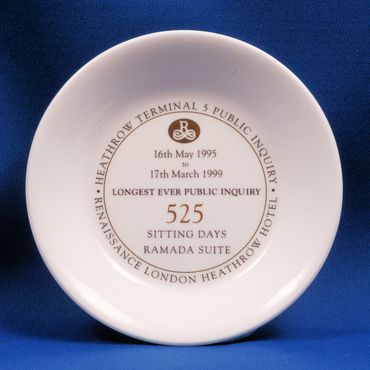 HEATHROW TERMINAL 5 PUBLIC INQUIRY
R
16th May 1995
to
17th March 1999
LONGEST EVER PUBLIC INQUIRY
525
SITTING DAYS
RAMADA SUITE
• RENAISSANCE LONDON HEATHROW HOTEL •